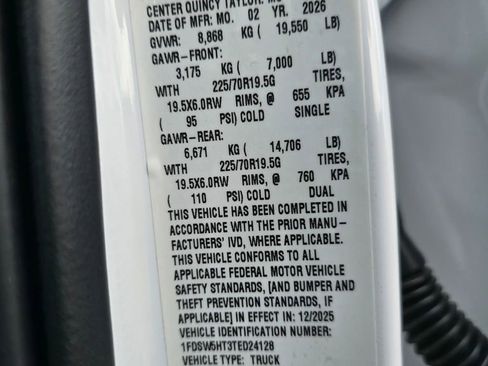 CENTER QUINCY TAYLOR,
DATE OF MFR: MO. 02 YR. 2026
GVWR: 8,868 KG ( 19,550 LB)
GAWR-FRONT:
3,175 KG ( 7,000 LB)
WITH 225/70R19.5G TIRES,
19.5X6.0RW RIMS, @ 655 KPA
( 95 PSI) COLD SINGLE
GAWR-REAR:
6,671 KG ( 14,706 LB)
WITH 225/70R19.5G TIRES,
19.5X6.0RW RIMS, @ 760 KPA
( 110 PSI) COLD DUAL
THIS VEHICLE HAS BEEN COMPLETED IN
ACCORDANCE WITH THE PRIOR MANU-
FACTURERS' IVD, WHERE APPLICABLE.
THIS VEHICLE CONFORMS TO ALL
APPLICABLE FEDERAL MOTOR VEHICLE
SAFETY STANDARDS, [AND BUMPER AND
THEFT PREVENTION STANDARDS, IF
APPLICABLE] IN EFFECT IN: 12/2025
VEHICLE IDENTIFICATION NUMBER:
1FDSW5HT3TED24128
VEHICLE TYPE: TRUCK